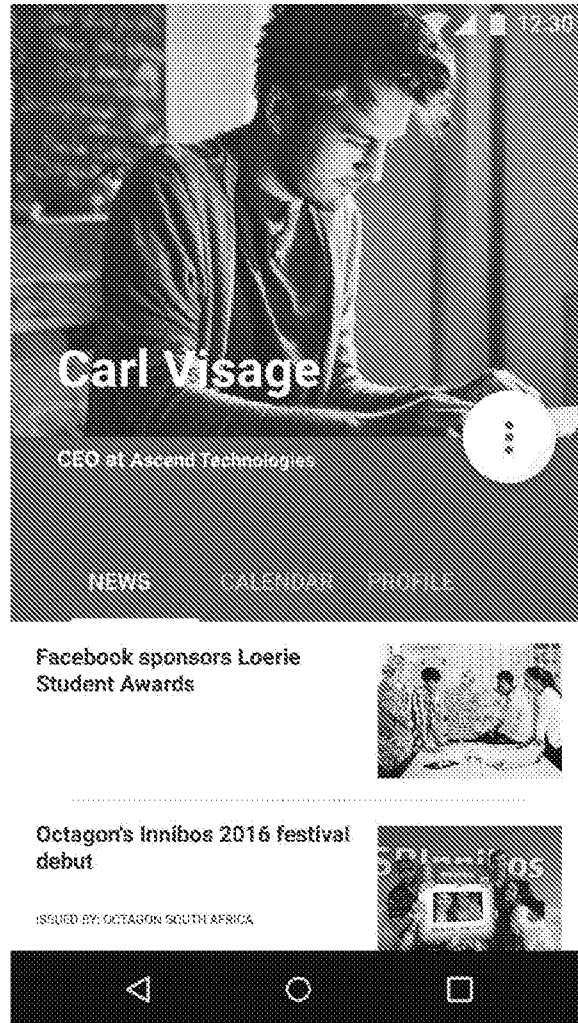 12:30
Carl Visage
CEO at Ascend Technologies
NEWS CALENDAR PROFILE
Facebook sponsors Loerie
Student Awards
Octagon's Innibos 2016 festival
debut
ISSUED BY: OCTAGON SOUTH AFRICA